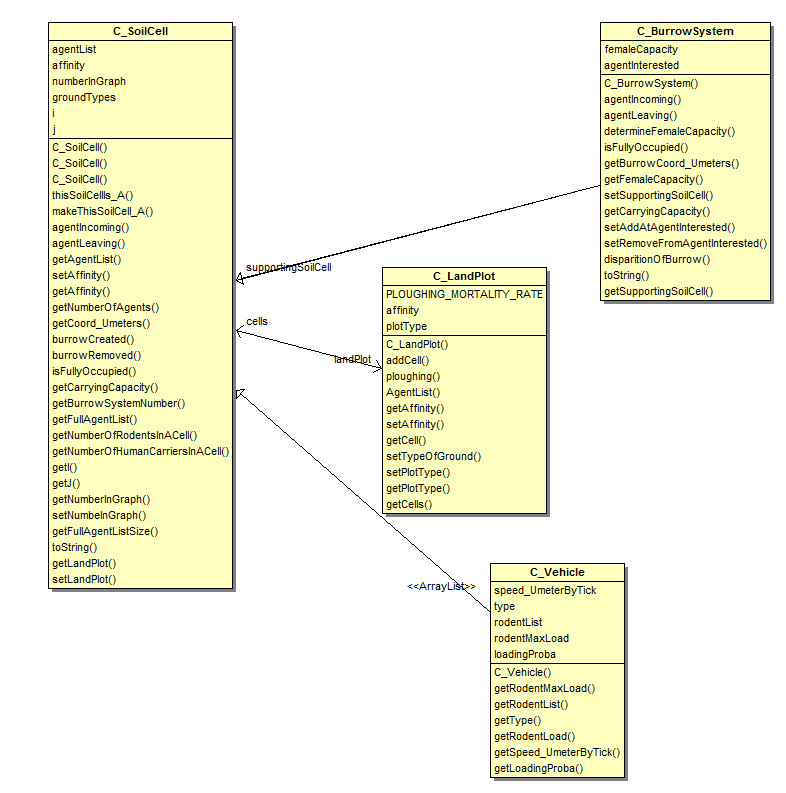 C_SoilCell
agentList
affinity
numberInGraph
groundTypes
i
j
C_SoilCell()
C_SoilCell()
C_SoilCell()
thisSoilCellls_A()
makeThisSoilCell_A()
agentIncoming()
agentLeaving()
getAgentList()
setAffinity()
getAffinity()
getNumberOfAgents()
getCoord_Umeters()
burrowCreated()
burrowRemoved()
isFullyOccupied()
getCarryingCapacity()
getBurrowSystemNumber()
getFullAgentList()
getNumberOfRodentsInACell()
getNumberOfHumanCarriersInACell()
getI()
getJ()
getNumberInGraph()
setNumbeInGraph()
getFullAgentListSize()
toString()
getLandPlot()
setLandPlot()
C_BurrowSystem
femaleCapacity
agentInterested
C_BurrowSystem()
agentIncoming()
agentLeaving()
determineFemaleCapacity()
isFullyOccupied()
getBurrowCoord_Umeters()
getFemaleCapacity()
setSupportingSoilCell()
getCarryingCapacity()
setAddAtAgentInterested()
setRemoveFromAgentInterested()
disparitionOfBurrow()
toString()
getSupportingSoilCell()
supportingSoilCell
cells
landPlot
C_LandPlot
PLOUGHING_MORTALITY_RATE
affinity
plotType
C_LandPlot()
addCell()
ploughing()
AgentList()
getAffinity()
setAffinity()
getCell()
setTypeOfGround()
setPlotType()
getPlotType()
getCells()
<<ArrayList>>
C_Vehicle
speed_UmeterByTick
type
rodentList
rodentMaxLoad
loadingProba
C_Vehicle()
getRodentMaxLoad()
getRodentList()
getType()
getRodentLoad()
getSpeed_UmeterByTick()
getLoadingProba()